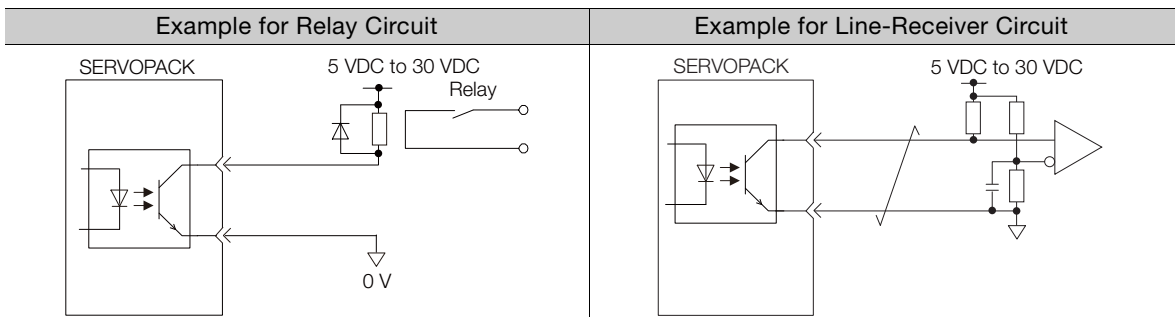 Example for Relay Circuit
Example for Line-Receiver Circuit
SERVOPACK
5 VDC to 30 VDC
Relay
0 V
SERVOPACK
5 VDC to 30 VDC